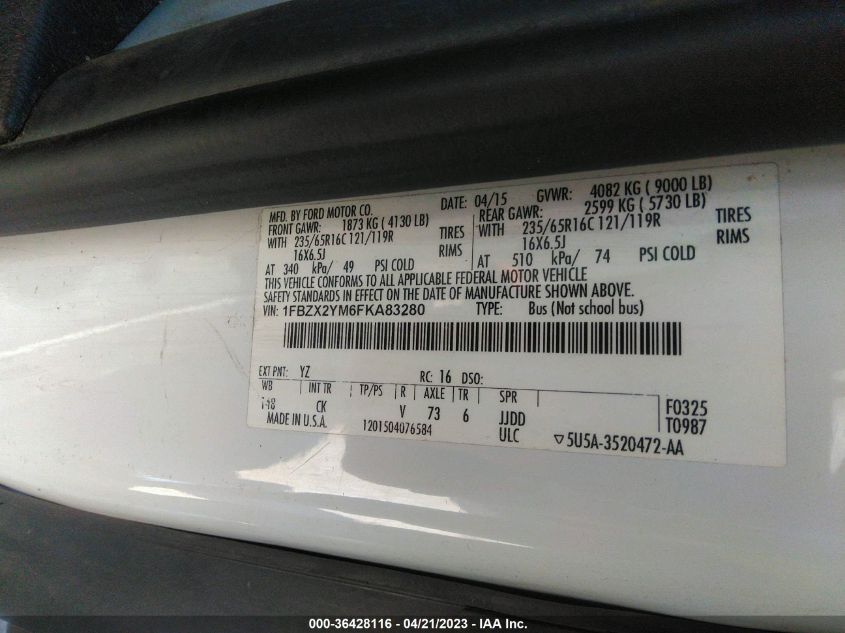 MFD. BY FORD MOTOR CO. DATE: 04/15 GVWR: 4082 KG ( 9000 LB)
FRONT GAWR: 1873 KG ( 4130 LB) REAR GAWR: 2599 KG ( 5730 LB)
WITH 235/65R16C 121/119R TIRES WITH 235/65R16C 121/119R TIRES
16X6.5J RIMS 16X6.5J RIMS
AT 340 kPa/ 49 PSI COLD AT 510 kPa/ 74 PSI COLD
THIS VEHICLE CONFORMS TO ALL APPLICABLE FEDERAL MOTOR VEHICLE
SAFETY STANDARDS IN EFFECT ON THE DATE OF MANUFACTURE SHOWN ABOVE.
VIN: 1FBZX2YM6FKA83280 TYPE: Bus (Not school bus)
EXT PNT: YZ RC: 16 DSO:
WB INT TR TP/PS R AXLE TR SPR
148 CK V 73 6 JJDD F0325
MADE IN U.S.A. 1201504076584 ULC T0987
▽5U5A-3520472-AA
000-36428116 - 04/21/2023 - IAA Inc.